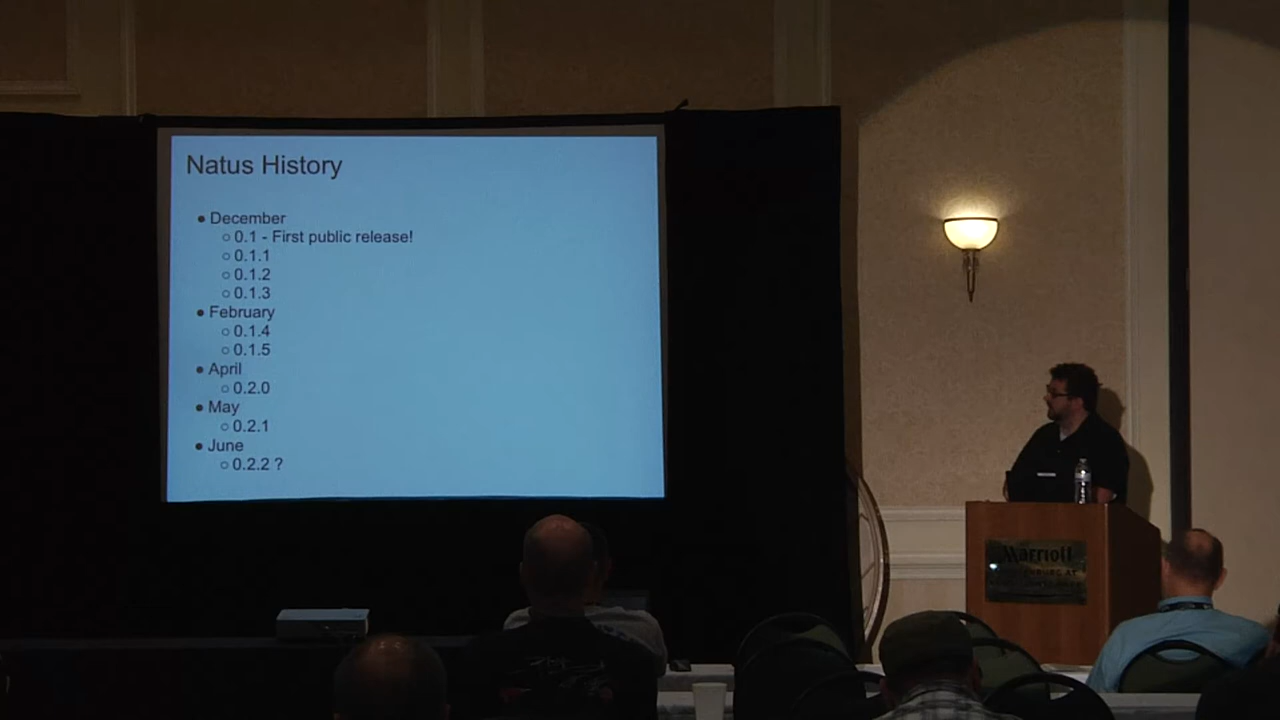 Natus History
● December
○ 0.1 - First public release!
○ 0.1.1
○ 0.1.2
○ 0.1.3
● February
○ 0.1.4
○ 0.1.5
● April
○ 0.2.0
● May
○ 0.2.1
● June
○ 0.2.2 ?
Marriott